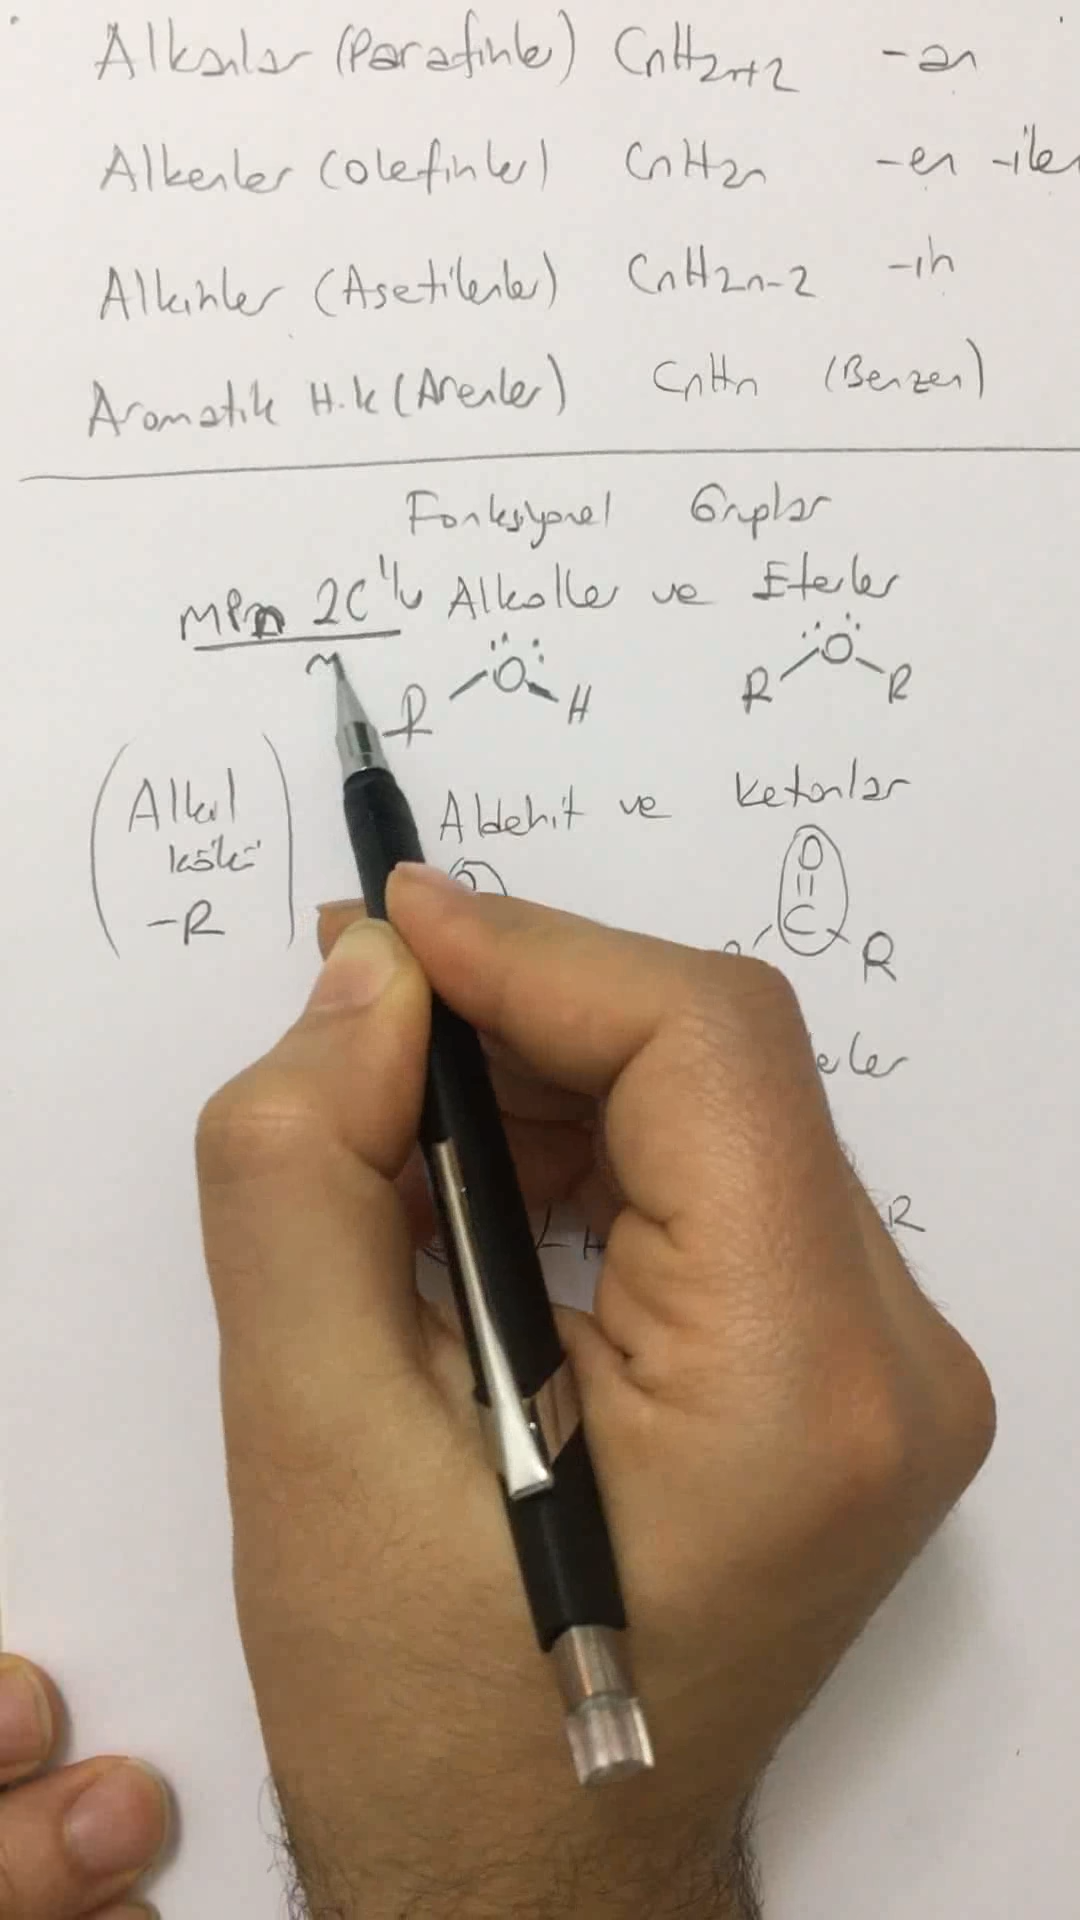 Alkanlar (Parafinler) CnH2n+2 -an
Alkenler (Olefinler) CnH2n -en -ilen
Alkinler (Asetilenler) CnH2n-2 -in
Aromatik H.k (Arenler) CnHn (Benzen)
Fonksiyonel Gruplar
2C'lu Alkoller ve Eterler
R O H R O R
Alkil
kökü
-R
Aldehit ve Ketonlar
O
C R
R